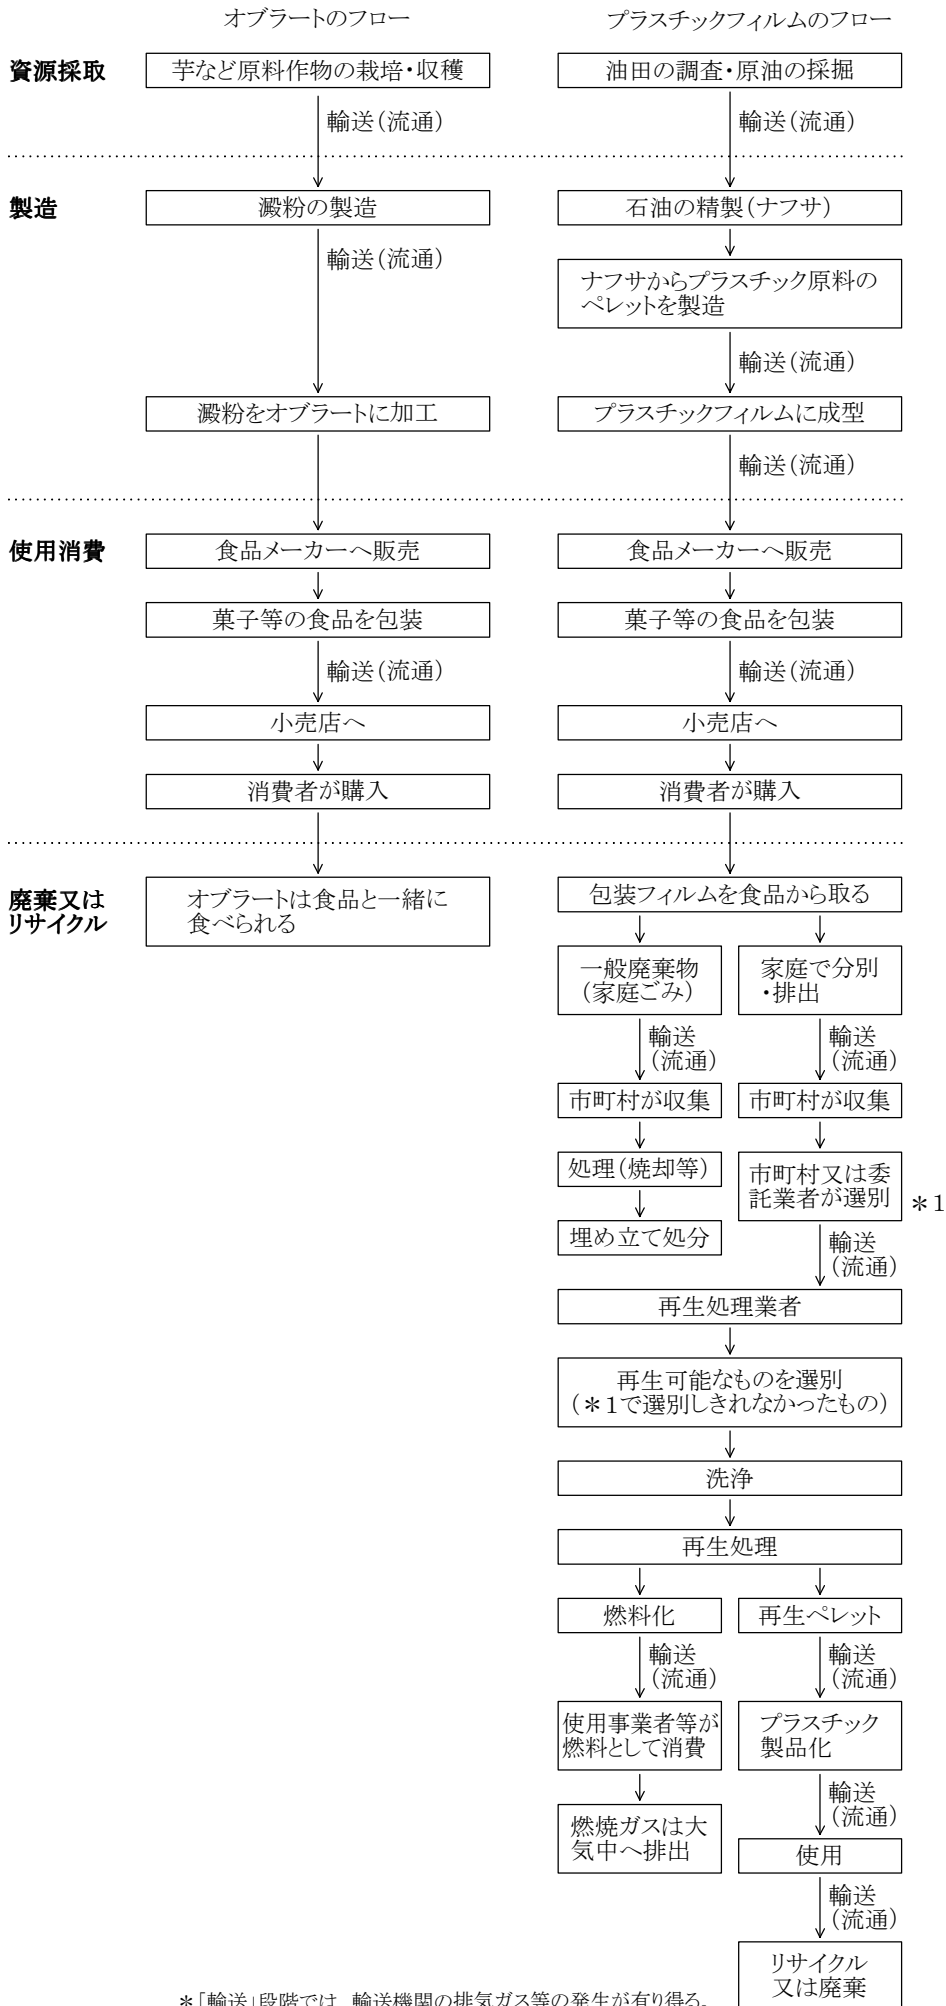 オブラートのフロー
プラスチックフィルムのフロー
資源採取
芋など原料作物の栽培・収穫
油田の調査・原油の採掘
輸送(流通)
輸送(流通)
製造
澱粉の製造
石油の精製(ナフサ)
輸送(流通)
ナフサからプラスチック原料の
ペレットを製造
輸送(流通)
澱粉をオブラートに加工
プラスチックフィルムに成型
輸送(流通)
使用消費
食品メーカーへ販売
食品メーカーへ販売
菓子等の食品を包装
菓子等の食品を包装
輸送(流通)
輸送(流通)
小売店へ
小売店へ
消費者が購入
消費者が購入
廃棄又は
リサイクル
オブラートは食品と一緒に
食べられる
包装フィルムを食品から取る
一般廃棄物
(家庭ごみ)
家庭で分別
・排出
輸送
(流通)
輸送
(流通)
市町村が収集
市町村が収集
処理(焼却等)
市町村又は委
託業者が選別
*1
埋め立て処分
輸送
(流通)
再生処理業者
再生可能なものを選別
(*1で選別しきれなかったもの)
洗浄
再生処理
燃料化
再生ペレット
輸送
(流通)
輸送
(流通)
使用事業者等が
燃料として消費
プラスチック
製品化
輸送
(流通)
燃焼ガスは大
気中へ排出
使用
輸送
(流通)
リサイクル
又は廃棄
*「輸送」段階では、輸送機関の排気ガス等の発生が有り得る。